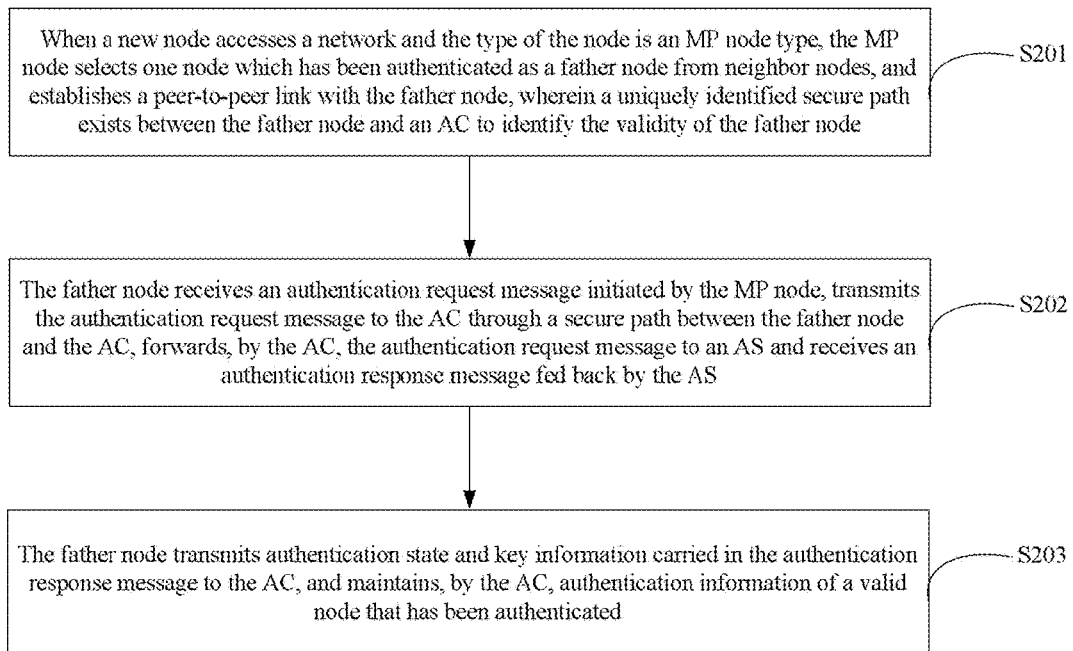 When a new node accesses a network and the type of the node is an MP node type, the MP
node selects one node which has been authenticated as a father node from neighbor nodes, and
establishes a peer-to-peer link with the father node, wherein a uniquely identified secure path
exists between the father node and an AC to identify the validity of the father node
S201
The father node receives an authentication request message initiated by the MP node, transmits
the authentication request message to the AC through a secure path between the father node
and the AC, forwards, by the AC, the authentication request message to an AS and receives an
authentication response message fed back by the AS
S202
The father node transmits authentication state and key information carried in the authentication
response message to the AC, and maintains, by the AC, authentication information of a valid
node that has been authenticated
S203